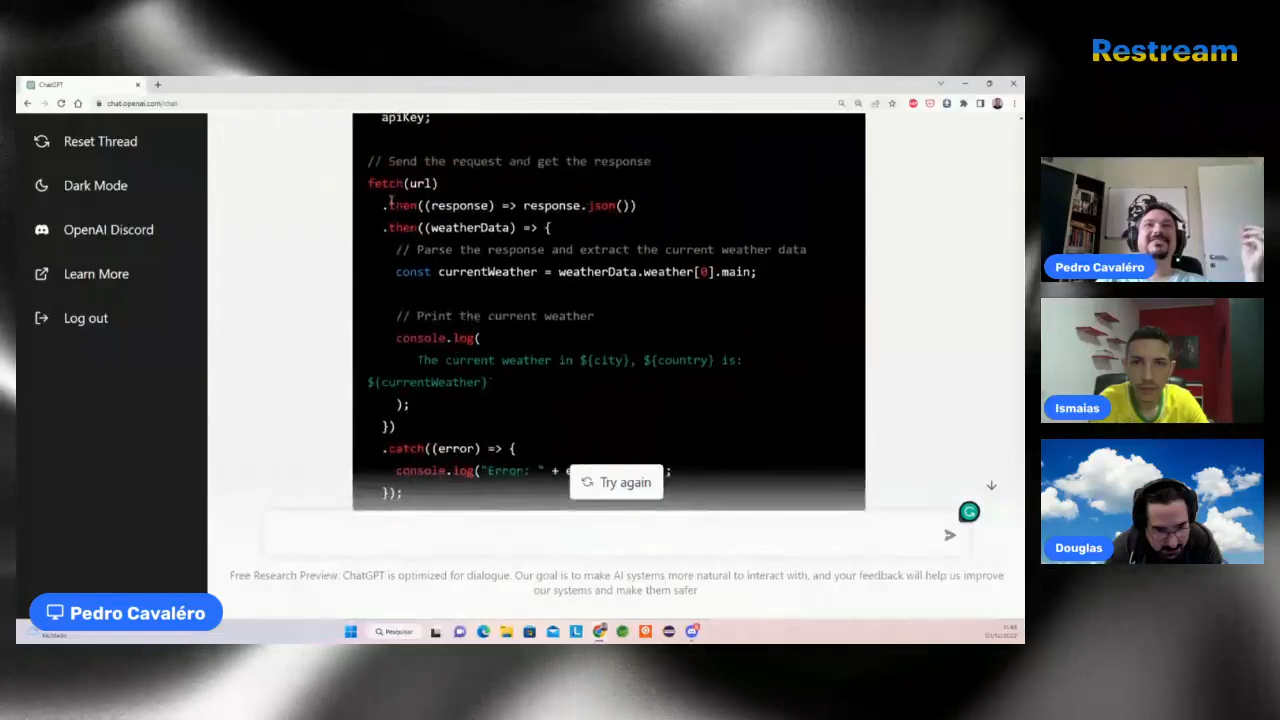 Restream
ChatGPT
chat.openai.com/chat
Reset Thread
Dark Mode
OpenAI Discord
Learn More
Log out
apiKey;
// Send the request and get the response
fetch(url)
.then((response) => response.json())
.then((weatherData) => {
// Parse the response and extract the current weather data
const currentWeather = weatherData.weather[0].main;
// Print the current weather
console.log(
The current weather in ${city}, ${country} is:
${currentWeather}`
);
})
.catch((error) => {
console.log("Error: " +
;
});
Try again
Free Research Preview: ChatGPT is optimized for dialogue. Our goal is to make AI systems more natural to interact with, and your feedback will help us improve
our systems and make them safer
Pedro Cavaléro
Nublado
Pesquisar
Pedro Cavaléro
Ismaias
Douglas